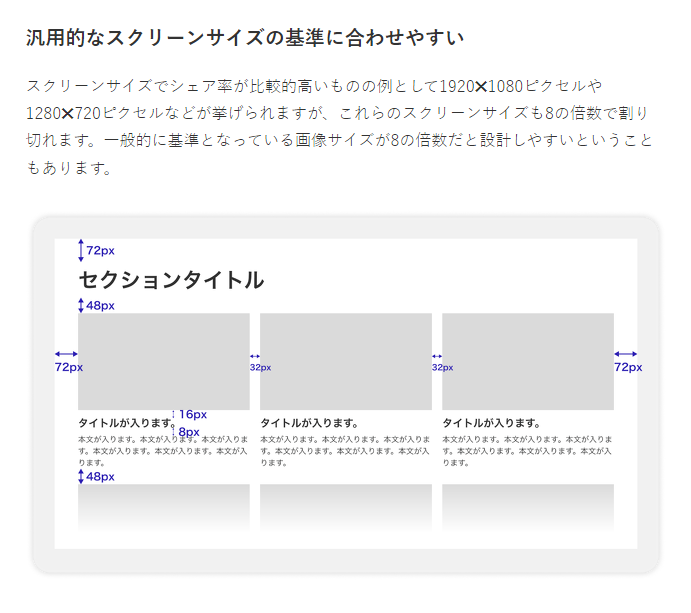 汎用的なスクリーンサイズの基準に合わせやすい
スクリーンサイズでシェア率が比較的高いものの例として1920×1080ピクセルや
1280×720ピクセルなどが挙げられますが、これらのスクリーンサイズも8の倍数で割り
切れます。一般的に基準となっている画像サイズが8の倍数だと設計しやすいということ
もあります。
72px
セクションタイトル
48px
72px
32px
32px
72px
16px
タイトルが入ります。
タイトルが入ります。
タイトルが入ります。
8px
本文が入ります。本文が入ります。本文が入りま
す。本文が入ります。本文が入ります。本文が入
ります。
本文が入ります。本文が入ります。本文が入りま
す。本文が入ります。本文が入ります。本文が入
ります。
本文が入ります。本文が入ります。本文が入りま
す。本文が入ります。本文が入ります。本文が入
ります。
48px